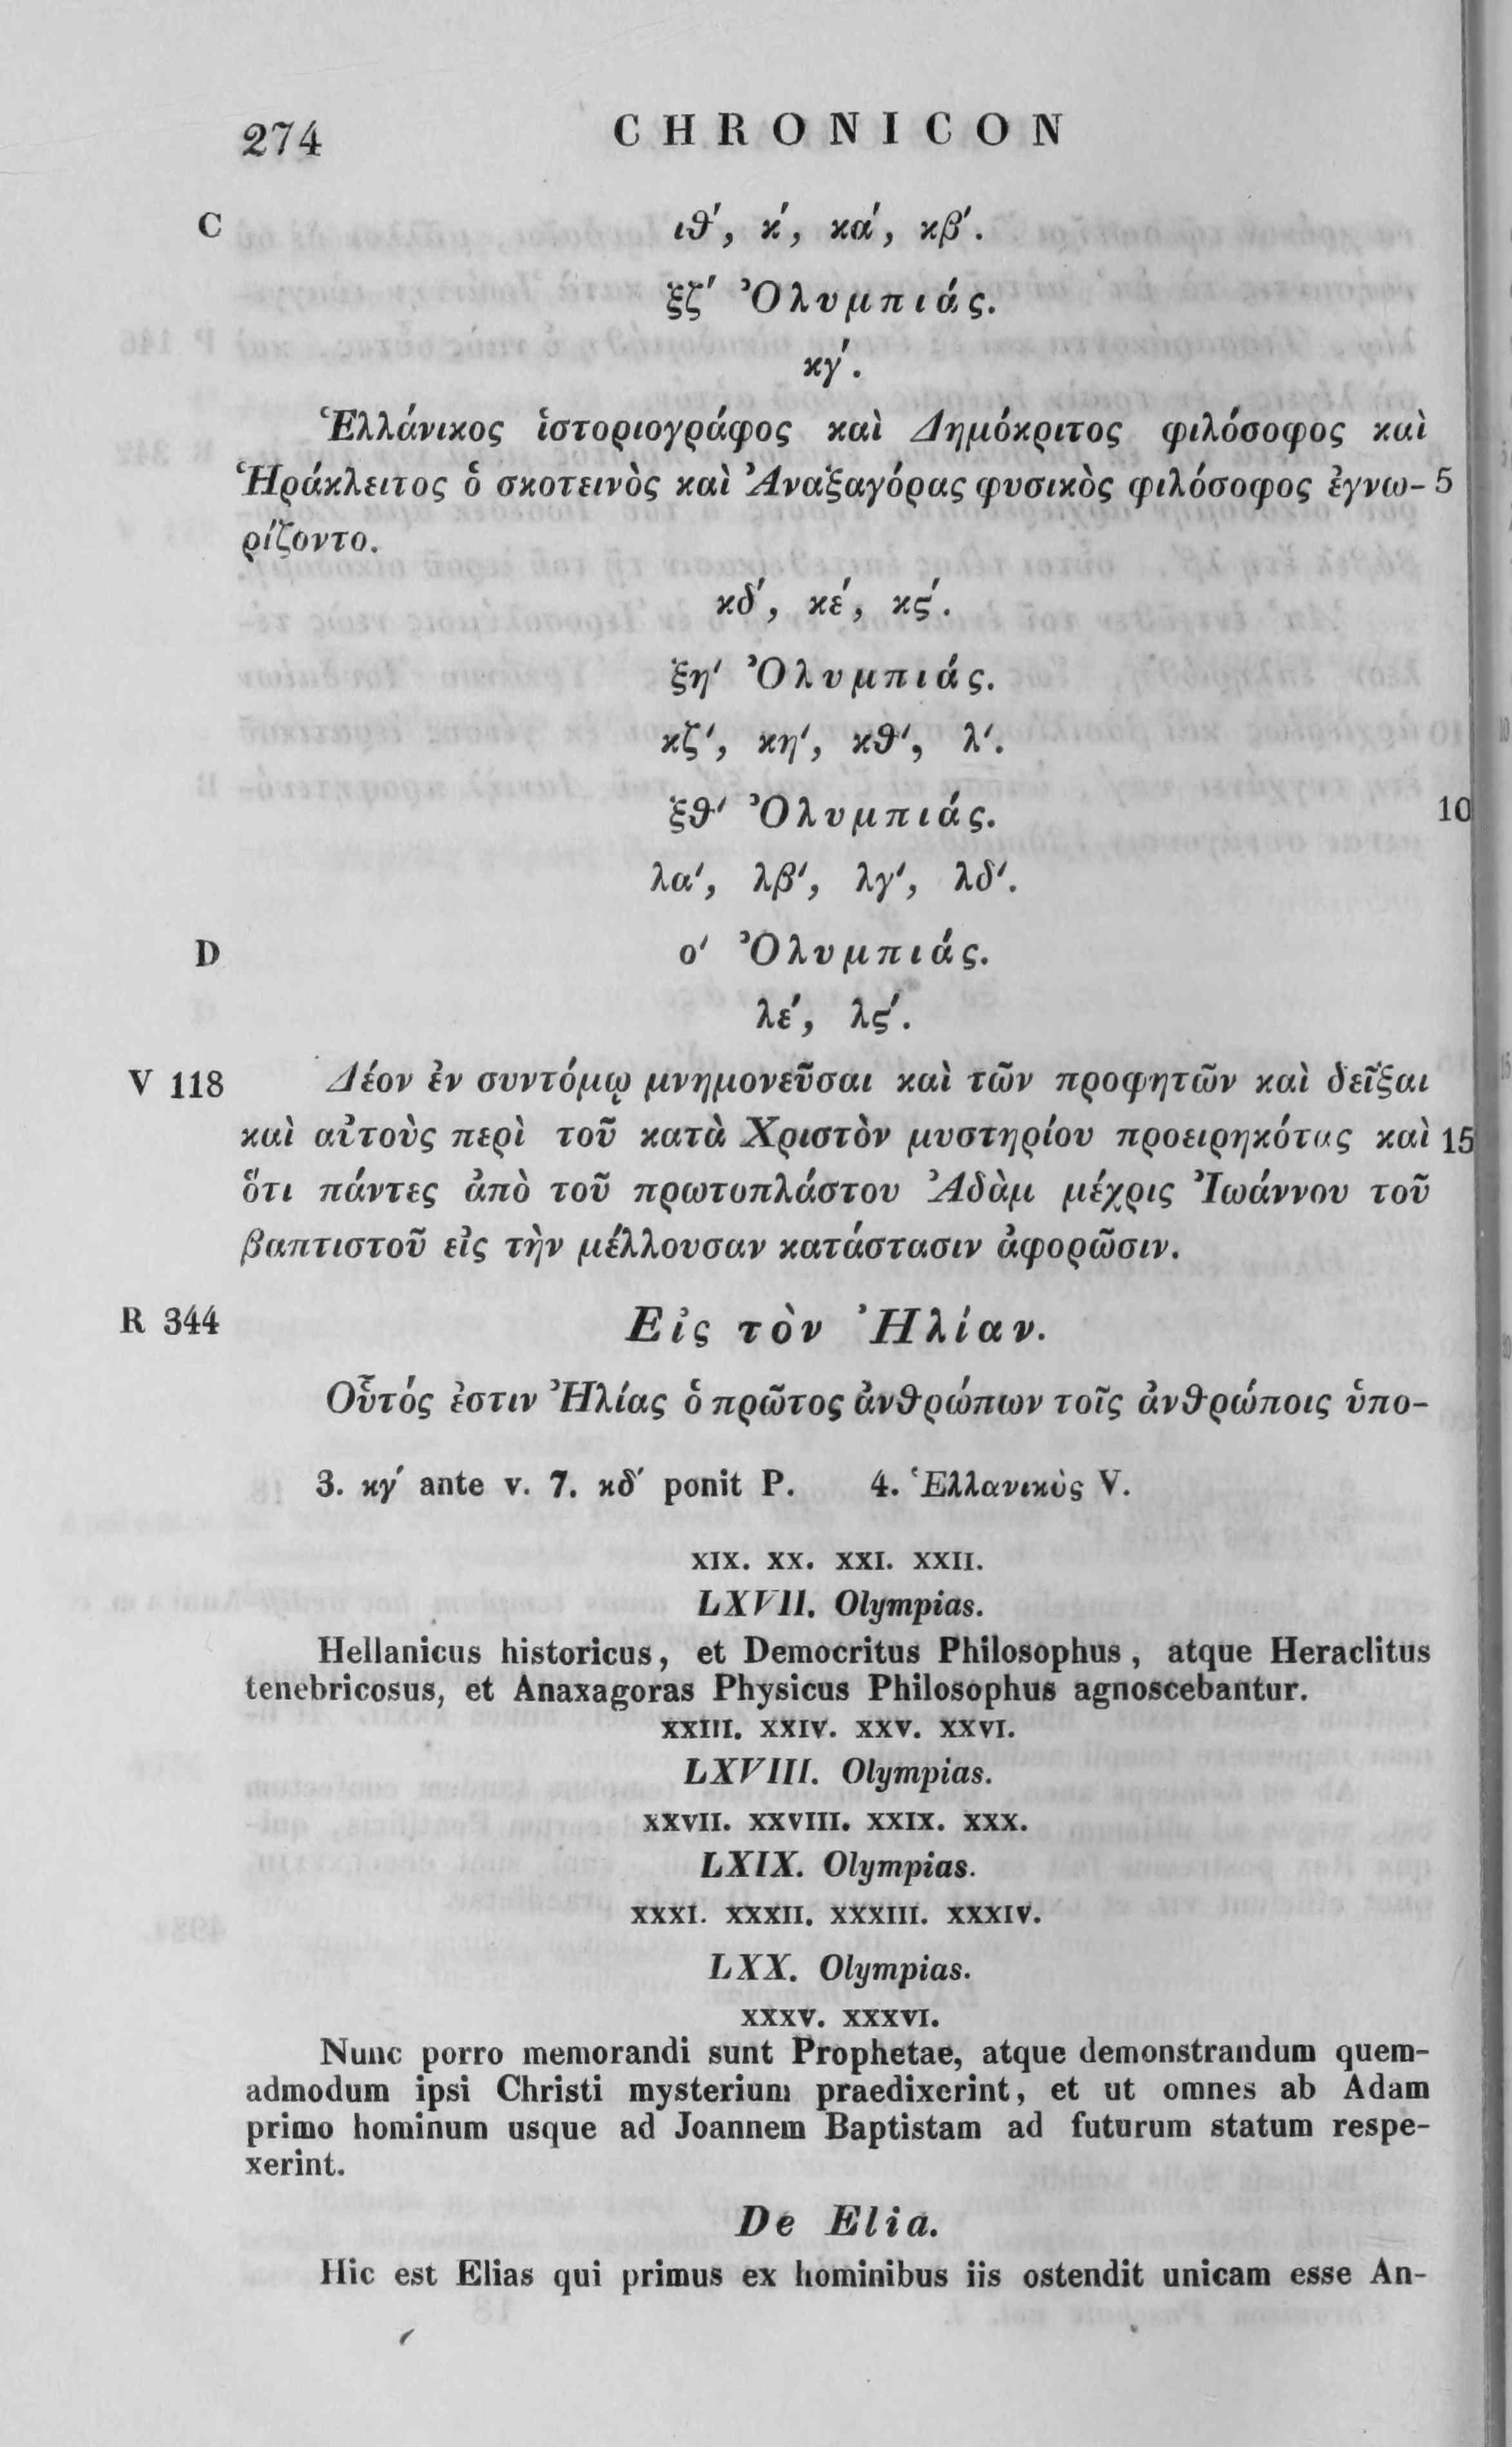 274 CHRONICON
C ιθ΄, κ΄, κα΄, κβ΄.
ξζ΄ Ὀλυμπιάς.
κγ΄.
Ἑλλάνικος ἱστοριογράφος καὶ Δημόκριτος φιλόσοφος καὶ
Ἡράκλειτος ὁ σκοτεινὸς καὶ Ἀναξαγόρας φυσικὸς φιλόσοφος ἐγνω- 5
ρίζοντο.
κδ΄, κε΄, κς΄.
ξη΄ Ὀλυμπιάς.
κζ΄, κη΄, κθ΄, λ΄.
ξθ΄ Ὀλυμπιάς. 10
λα΄, λβ΄, λγ΄, λδ΄.
D ο΄ Ὀλυμπιάς.
λε΄, λς΄.
V 118 Δέον ἐν συντόμῳ μνημονεῦσαι καὶ τῶν προφητῶν καὶ δεῖξαι
καὶ αὐτοὺς περὶ τοῦ κατὰ Χριστὸν μυστηρίου προειρηκότας καὶ 15
ὅτι πάντες ἀπὸ τοῦ πρωτοπλάστου Ἀδὰμ μέχρις Ἰωάννου τοῦ
βαπτιστοῦ εἰς τὴν μέλλουσαν κατάστασιν ἀφορῶσιν.
R 344 Εἰς τὸν Ἠλίαν.
Οὗτός ἐστιν Ἠλίας ὁ πρῶτος ἀνθρώπων τοῖς ἀνθρώποις ὑπο-
3. κγ΄ ante v. 7. κδ΄ ponit P. 4. Ἑλλανικὸς V.
XIX. XX. XXI. XXII.
LXVII. Olympias.
Hellanicus historicus, et Democritus Philosophus, atque Heraclitus
tenebricosus, et Anaxagoras Physicus Philosophus agnoscebantur.
XXIII. XXIV. XXV. XXVI.
LXVIII. Olympias.
XXVII. XXVIII. XXIX. XXX.
LXIX. Olympias.
XXXI. XXXII. XXXIII. XXXIV.
LXX. Olympias.
XXXV. XXXVI.
Nunc porro memorandi sunt Prophetae, atque demonstrandum quem-
admodum ipsi Christi mysterium praedixerint, et ut omnes ab Adam
primo hominum usque ad Joannem Baptistam ad futurum statum respe-
xerint.
De Elia.
Hic est Elias qui primus ex hominibus iis ostendit unicam esse An-